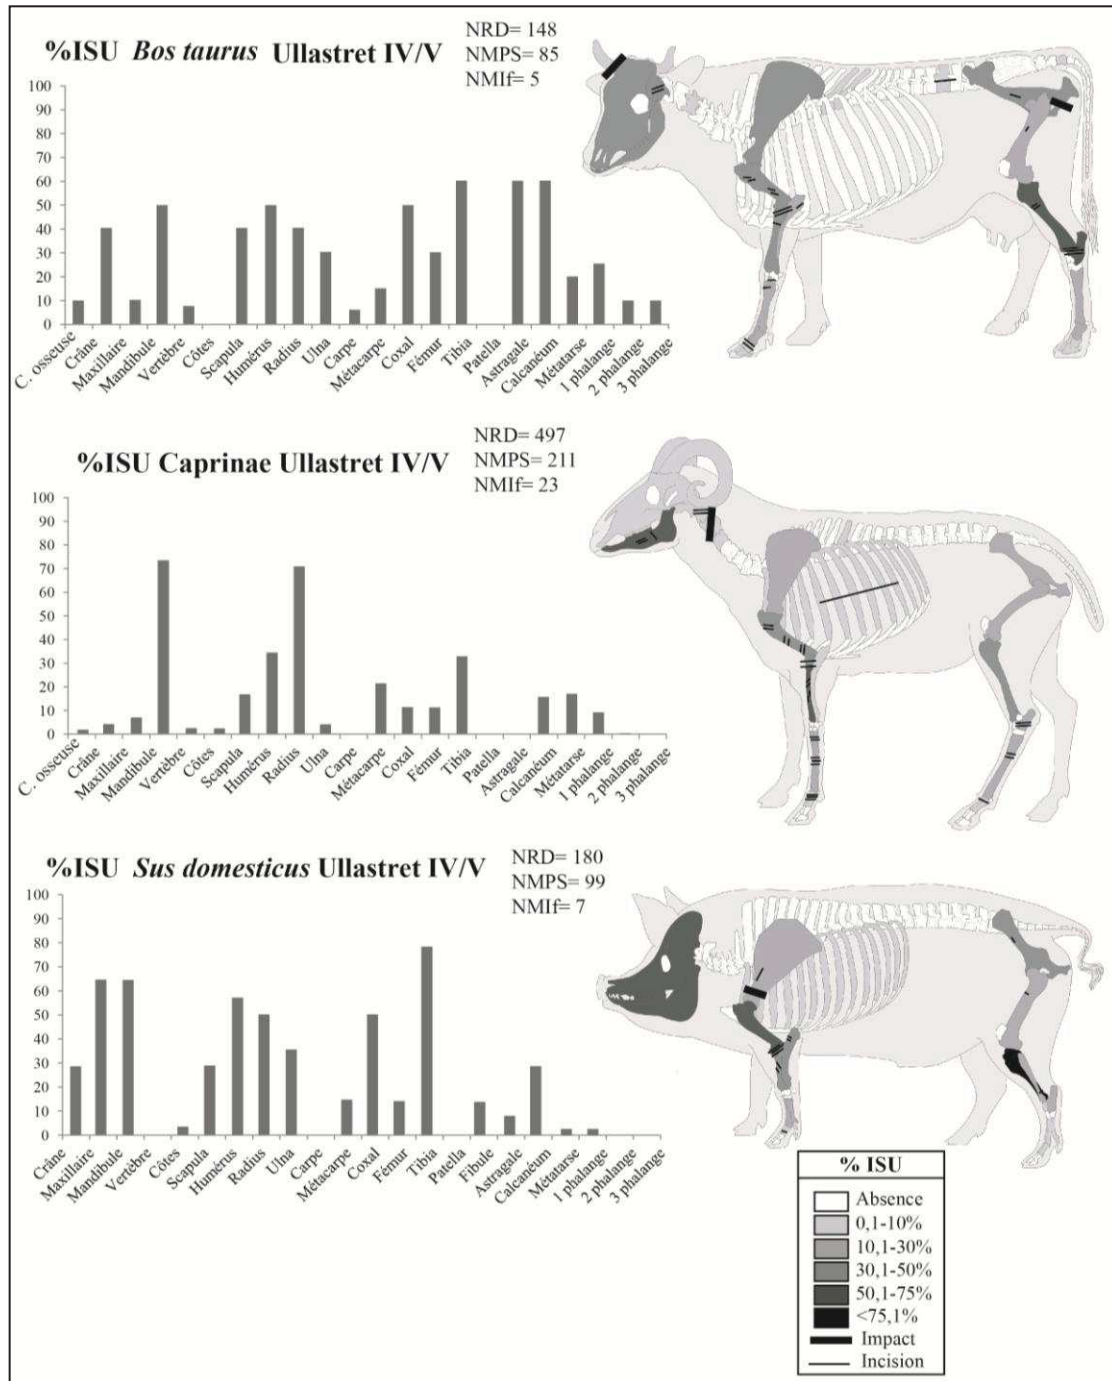 %ISU Bos taurus Ullastret IV/V
NRD= 148
NMPS= 85
NMIf= 5
100
90
80
70
60
50
40
30
20
10
0
C. osseuse
Crâne
Maxillaire
Mandibule
Vertèbre
Côtes
Scapula
Humérus
Radius
Ulna
Carpe
Métacarpe
Coxal
Fémur
Tibia
Patella
Astragale
Calcanéum
Métatarse
1 phalange
2 phalange
3 phalange
%ISU Caprinae Ullastret IV/V
NRD= 497
NMPS= 211
NMIf= 23
100
90
80
70
60
50
40
30
20
10
0
C. osseuse
Crâne
Maxillaire
Mandibule
Vertèbre
Côtes
Scapula
Humérus
Radius
Ulna
Carpe
Métacarpe
Coxal
Fémur
Tibia
Patella
Astragale
Calcanéum
Métatarse
1 phalange
2 phalange
3 phalange
%ISU Sus domesticus Ullastret IV/V
NRD= 180
NMPS= 99
NMIf= 7
100
90
80
70
60
50
40
30
20
10
0
Crâne
Maxillaire
Mandibule
Vertèbre
Côtes
Scapula
Humérus
Radius
Ulna
Carpe
Métacarpe
Coxal
Fémur
Tibia
Patella
Fibule
Astragale
Calcanéum
Métatarse
1 phalange
2 phalange
3 phalange
% ISU
Absence
0,1-10%
10,1-30%
30,1-50%
50,1-75%
<75,1%
Impact
Incision